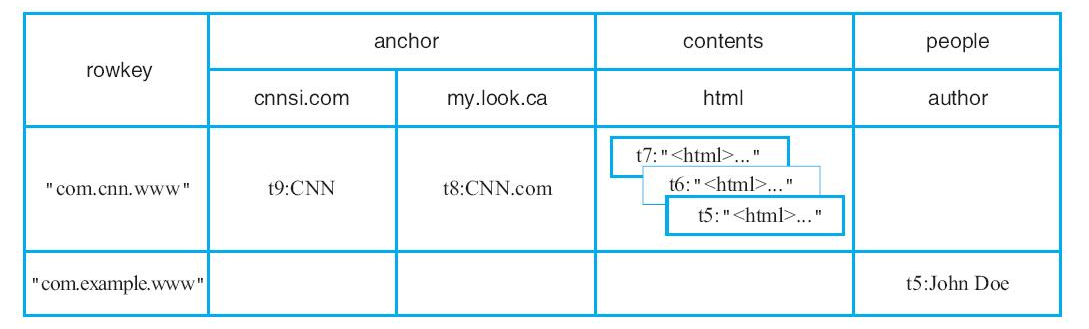 rowkey
anchor
contents
people
cnnsi.com
my.look.ca
html
author
"com.cnn.www"
t9:CNN
t8:CNN.com
t7:"<html>..."
t6:"<html>..."
t5:"<html>..."
"com.example.www"
t5:John Doe